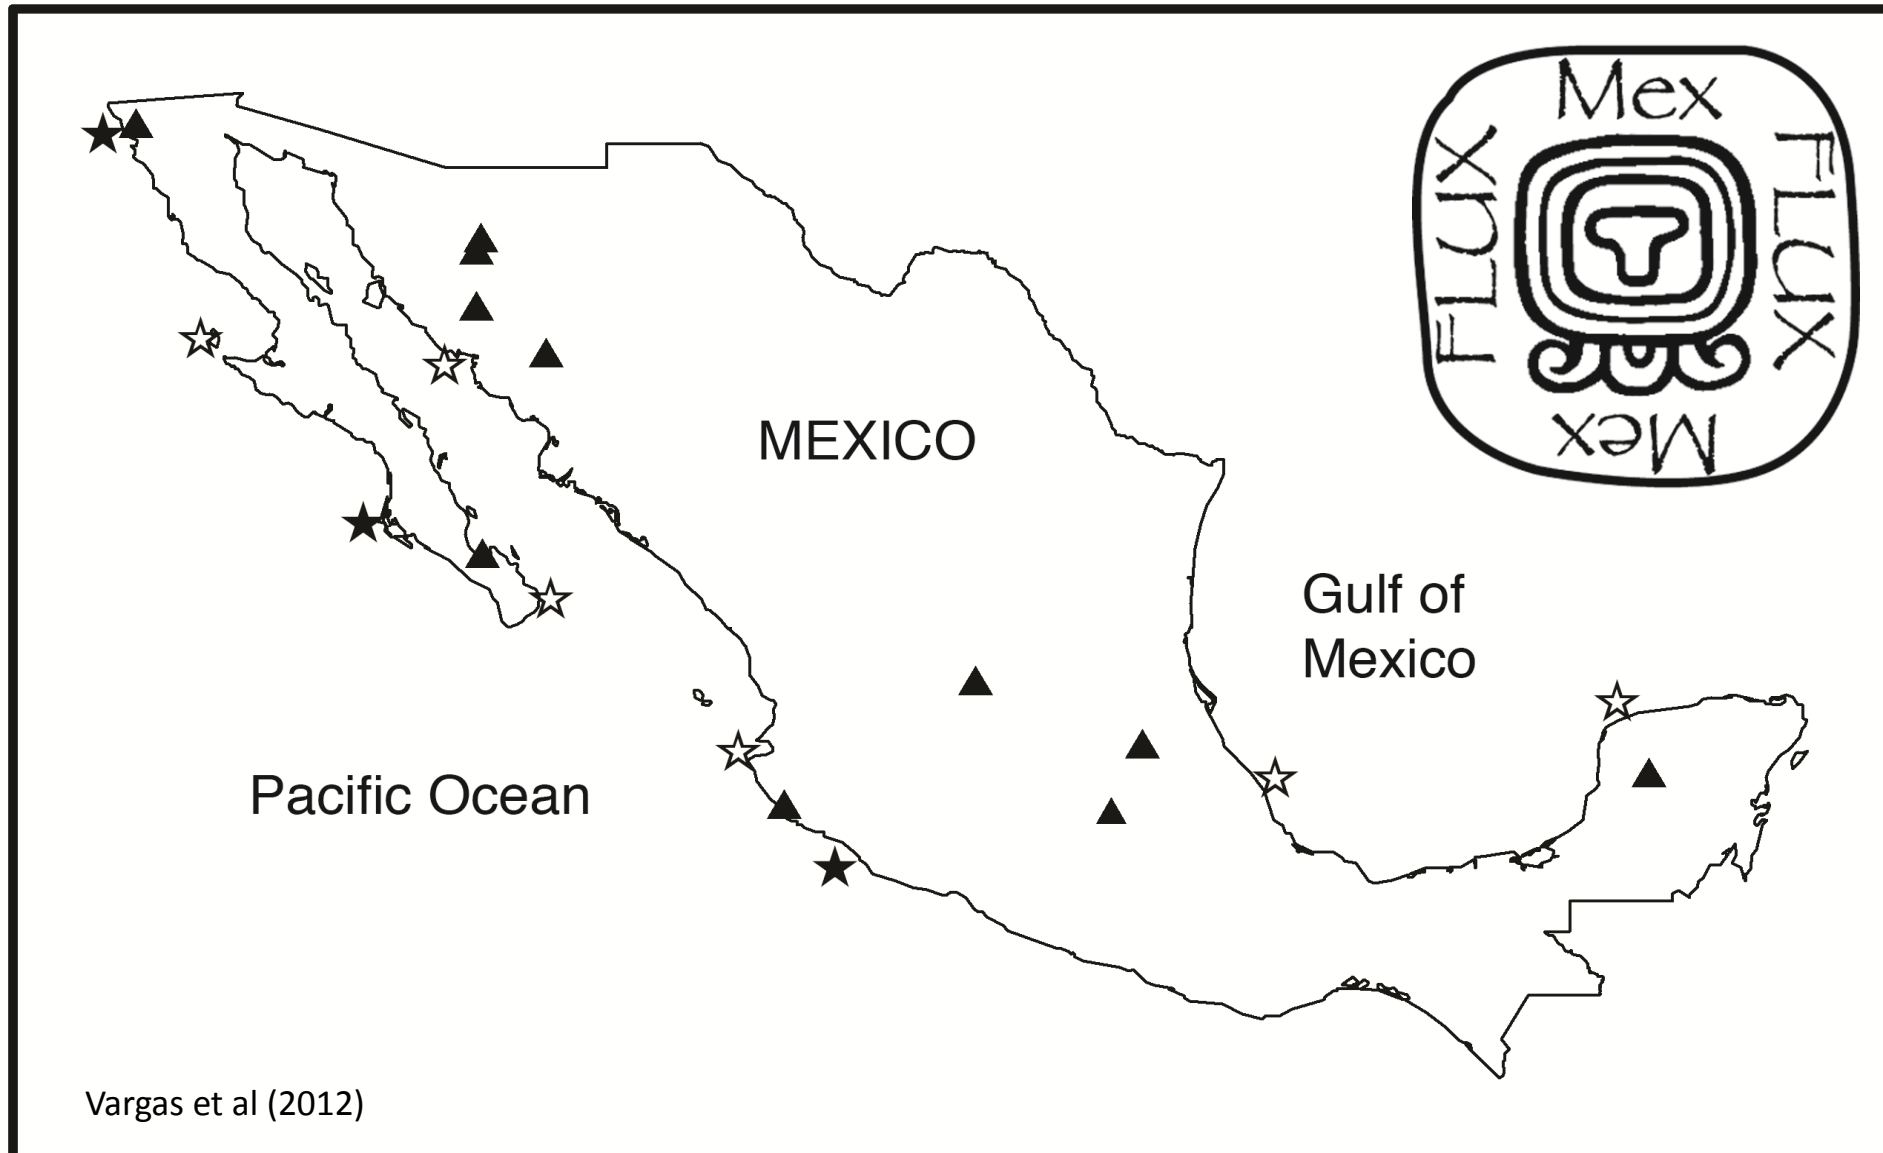 Mex
FLUX
FLUX
Mex
MEXICO
Gulf of
Mexico
Pacific Ocean
Vargas et al (2012)